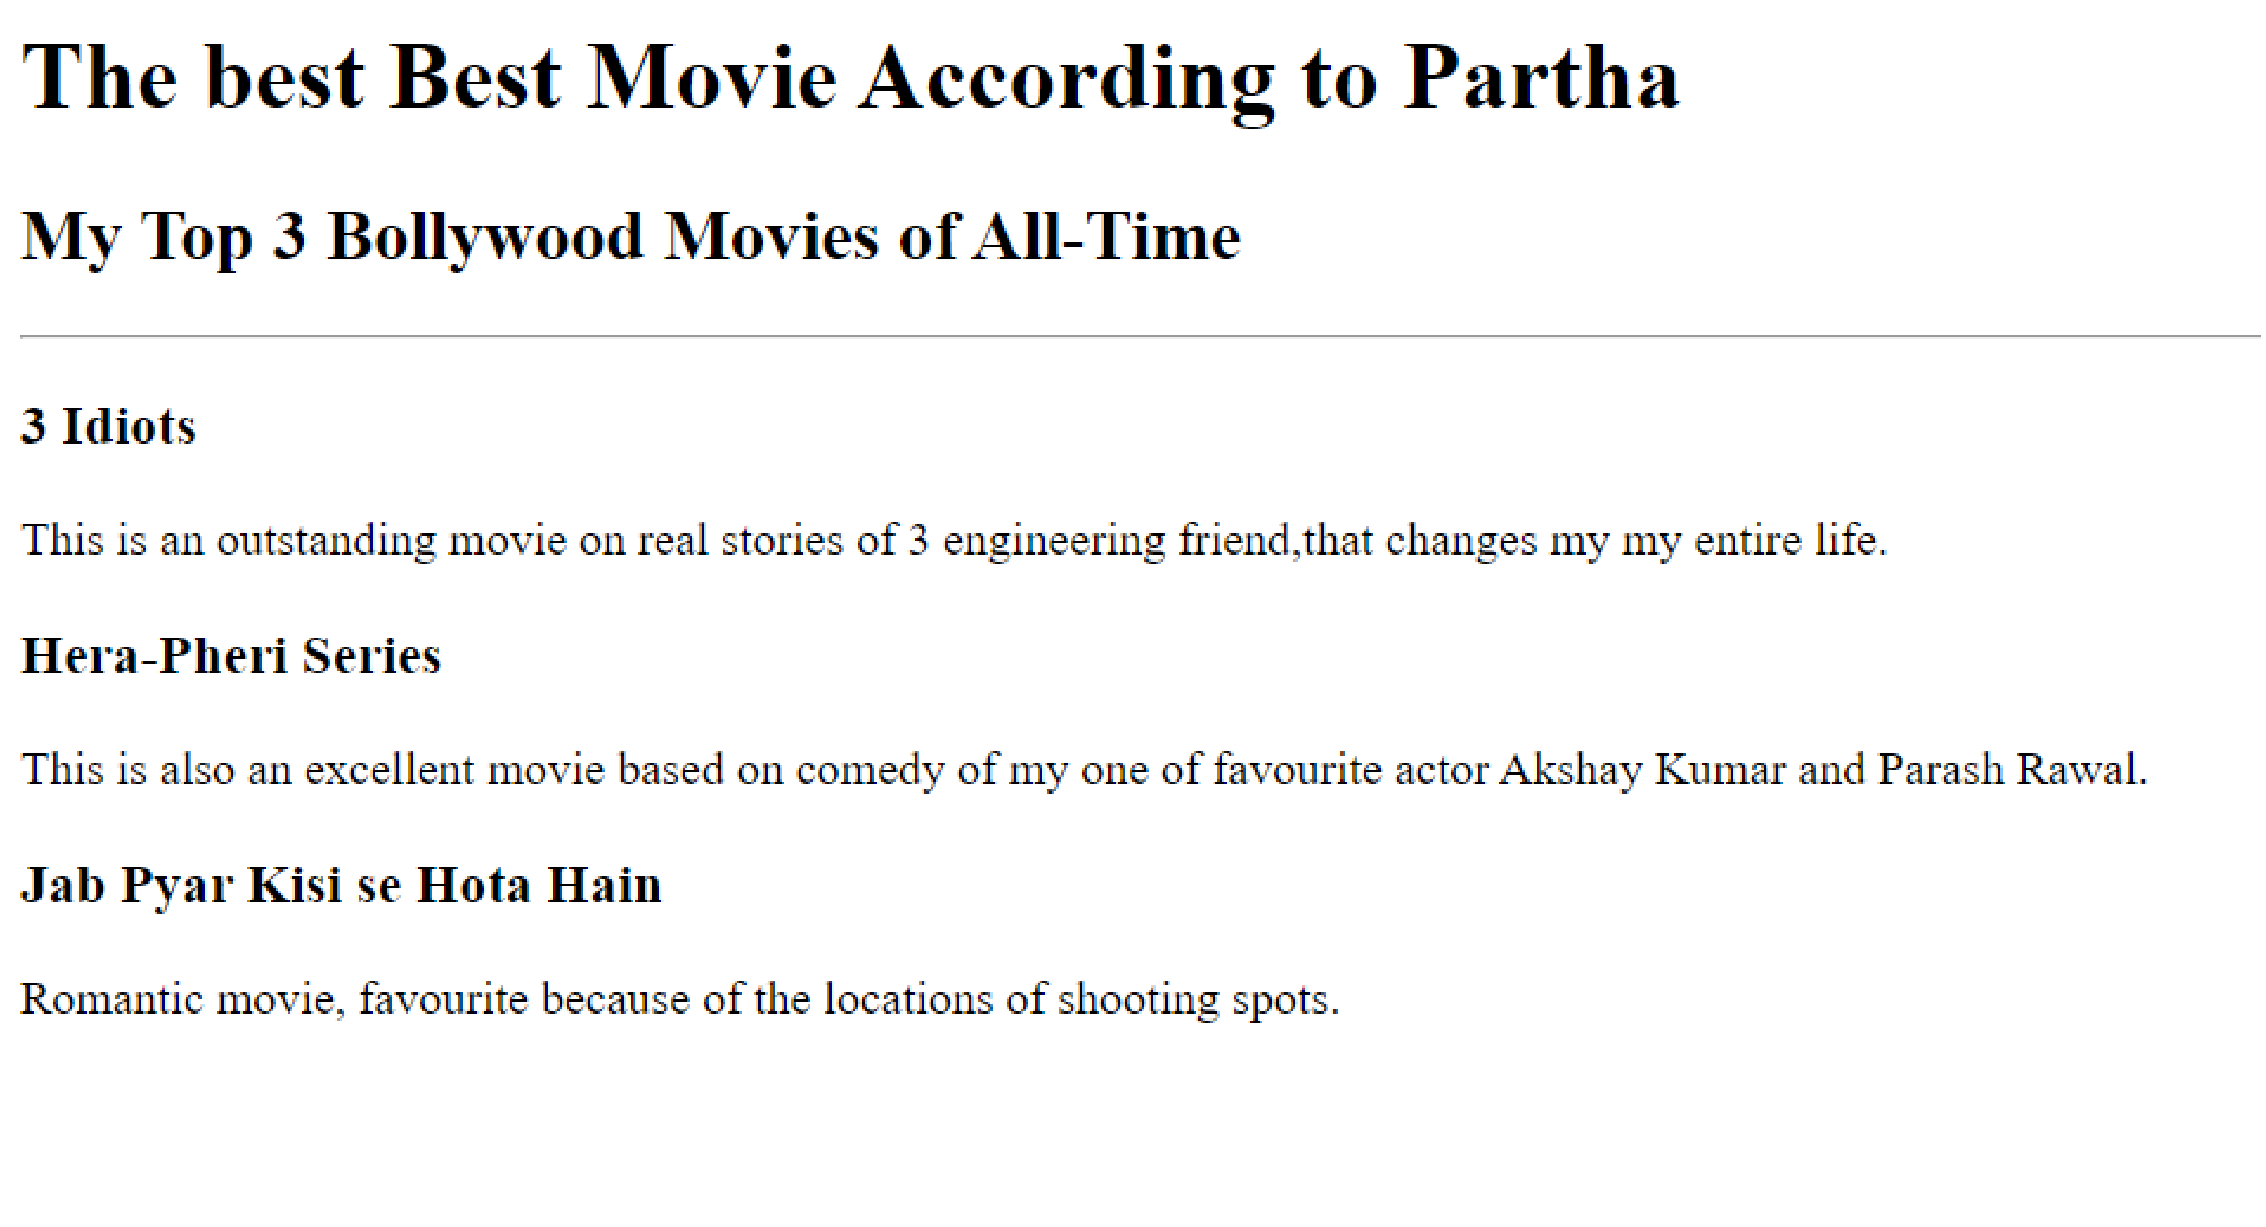 The best Best Movie According to Partha
My Top 3 Bollywood Movies of All-Time
3 Idiots
This is an outstanding movie on real stories of 3 engineering friend,that changes my my entire life.
Hera-Pheri Series
This is also an excellent movie based on comedy of my one of favourite actor Akshay Kumar and Parash Rawal.
Jab Pyar Kisi se Hota Hain
Romantic movie, favourite because of the locations of shooting spots.